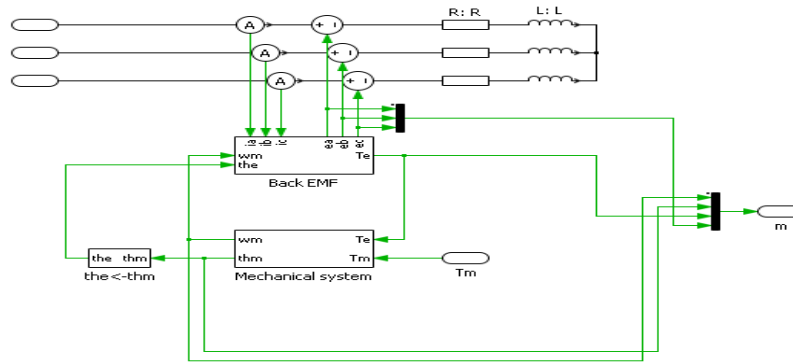 R: R
L: L
A
+ -
A
+ -
A
+ -
ia
ib
ic
ea
eb
ec
wm
the
Te
Back EMF
wm
thm
Te
Tm
Mechanical system
the thm
the<-thm
Tm
m